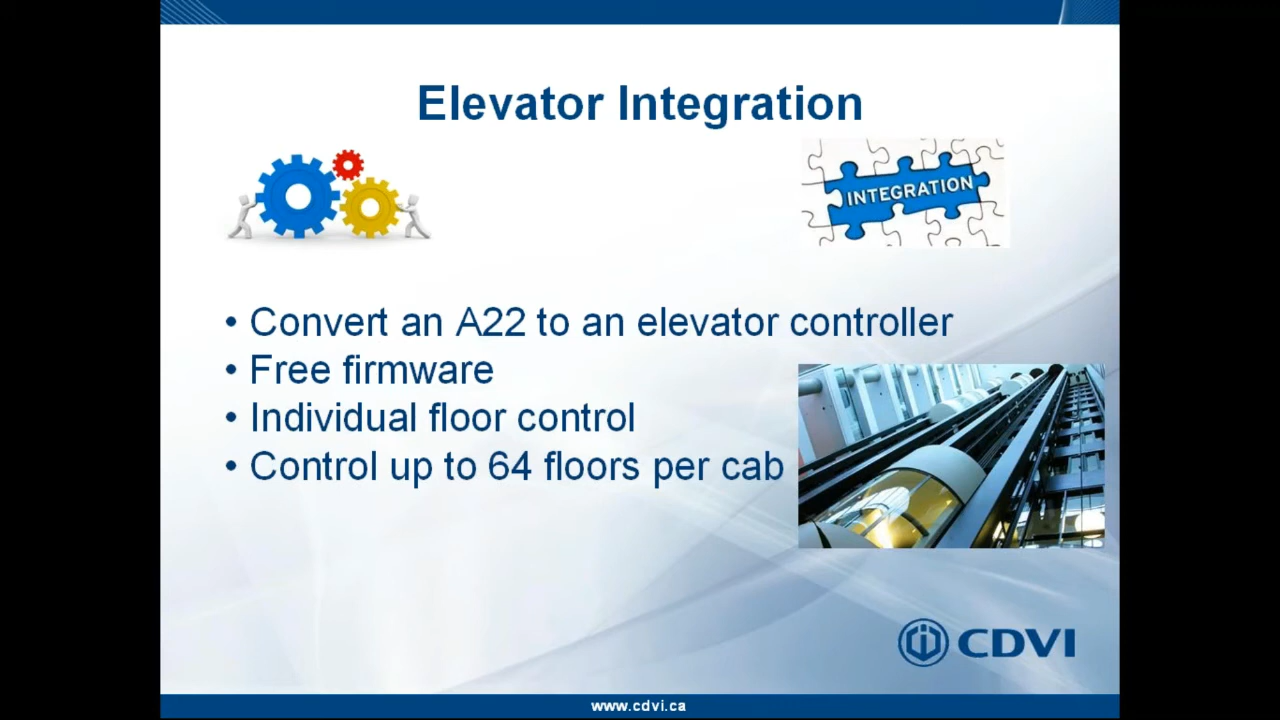 Elevator Integration
INTEGRATION
• Convert an A22 to an elevator controller
• Free firmware
• Individual floor control
• Control up to 64 floors per cab
CDVI
www.cdvi.ca